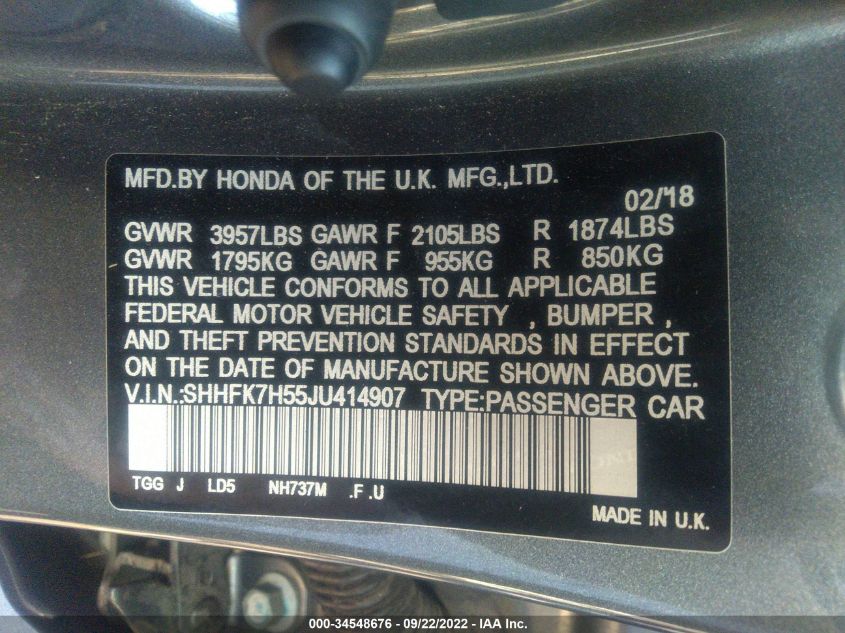 MFD.BY HONDA OF THE U.K. MFG.,LTD.
02/18
GVWR 3957LBS GAWR F 2105LBS R 1874LBS
GVWR 1795KG GAWR F 955KG R 850KG
THIS VEHICLE CONFORMS TO ALL APPLICABLE
FEDERAL MOTOR VEHICLE SAFETY , BUMPER ,
AND THEFT PREVENTION STANDARDS IN EFFECT
ON THE DATE OF MANUFACTURE SHOWN ABOVE.
V.I.N.:SHHFK7H55JU414907 TYPE:PASSENGER CAR
TGG J LD5 NH737M .F .U
MADE IN U.K.
000-34548676 - 09/22/2022 - IAA Inc.